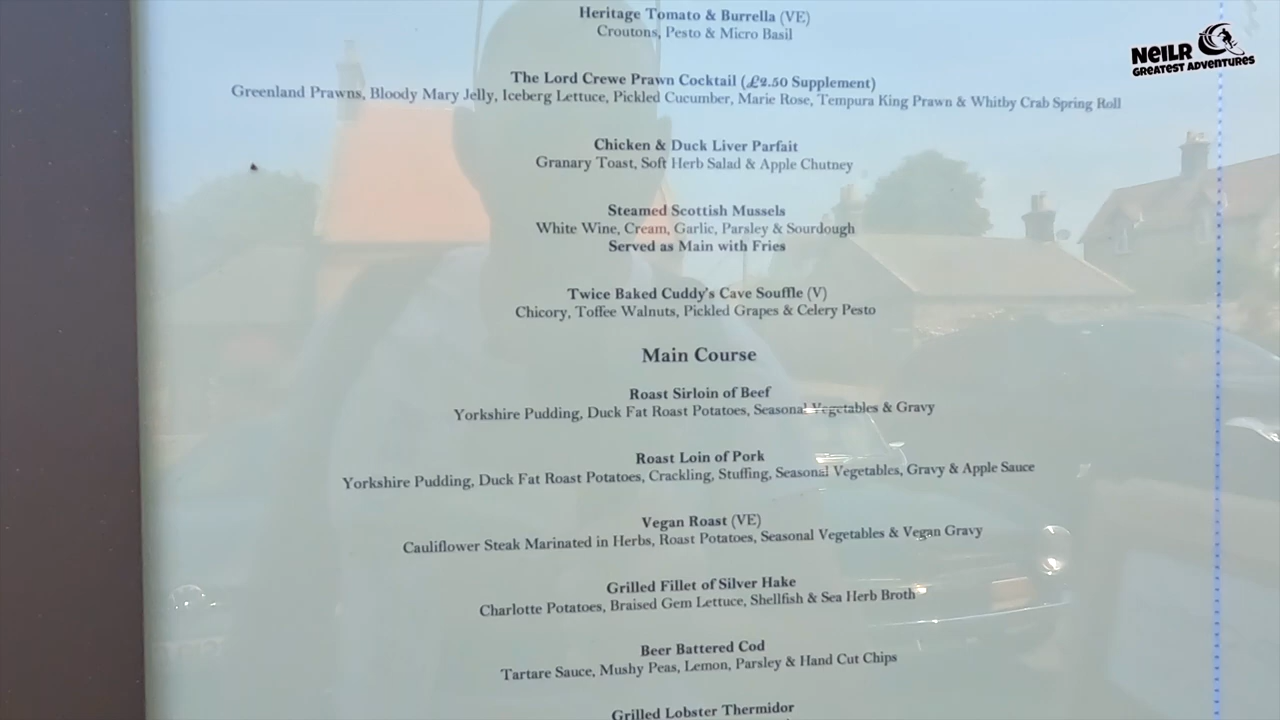 NEILR
GREATEST ADVENTURES
Heritage Tomato & Burrella (VE)
Croutons, Pesto & Micro Basil
The Lord Crewe Prawn Cocktail (£2.50 Supplement)
Greenland Prawns, Bloody Mary Jelly, Iceberg Lettuce, Pickled Cucumber, Marie Rose, Tempura King Prawn & Whitby Crab Spring Roll
Chicken & Duck Liver Parfait
Granary Toast, Soft Herb Salad & Apple Chutney
Steamed Scottish Mussels
White Wine, Cream, Garlic, Parsley & Sourdough
Served as Main with Fries
Twice Baked Cuddy's Cave Souffle (V)
Chicory, Toffee Walnuts, Pickled Grapes & Celery Pesto
Main Course
Roast Sirloin of Beef
Yorkshire Pudding, Duck Fat Roast Potatoes, Seasonal Vegetables & Gravy
Roast Loin of Pork
Yorkshire Pudding, Duck Fat Roast Potatoes, Crackling, Stuffing, Seasonal Vegetables, Gravy & Apple Sauce
Vegan Roast (VE)
Cauliflower Steak Marinated in Herbs, Roast Potatoes, Seasonal Vegetables & Vegan Gravy
Grilled Fillet of Silver Hake
Charlotte Potatoes, Braised Gem Lettuce, Shellfish & Sea Herb Broth
Beer Battered Cod
Tartare Sauce, Mushy Peas, Lemon, Parsley & Hand Cut Chips
Grilled Lobster Thermidor